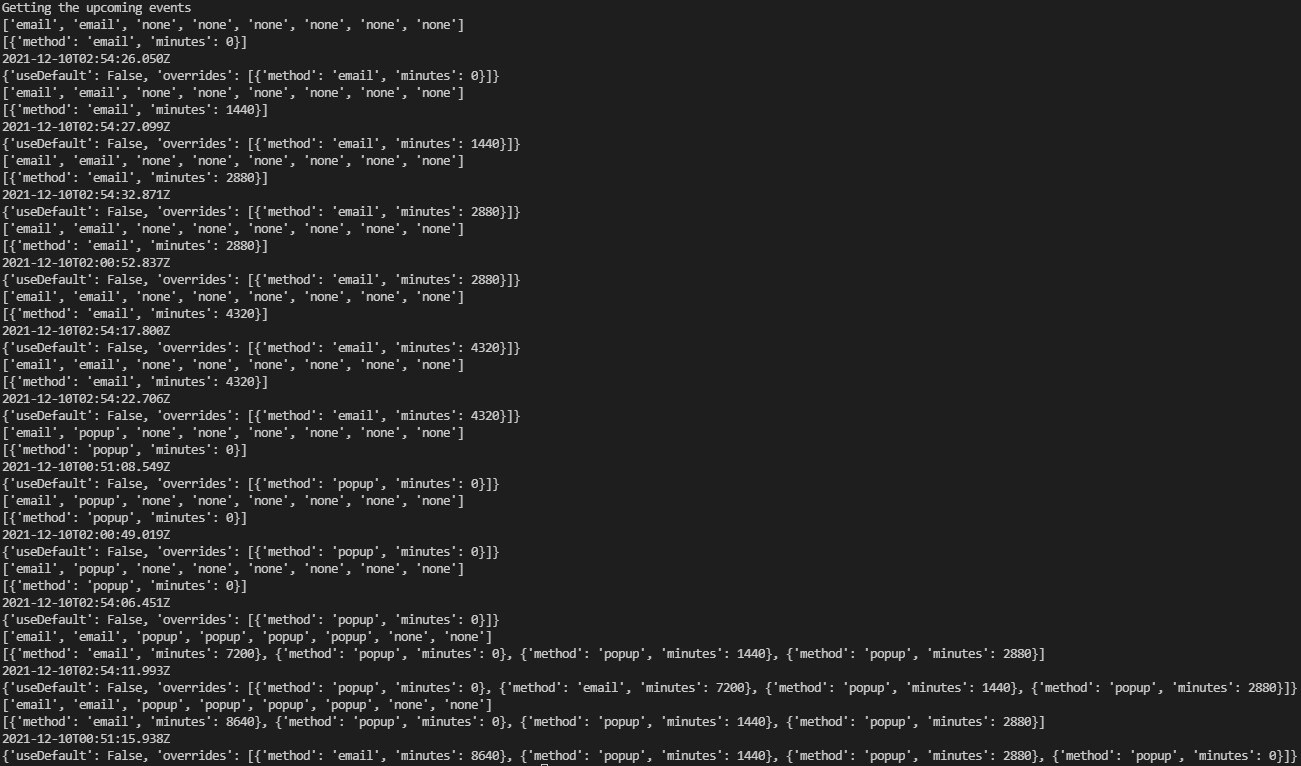 Getting the upcoming events
['email', 'email', 'none', 'none', 'none', 'none', 'none', 'none']
[{'method': 'email', 'minutes': 0}]
2021-12-10T02:54:26.050Z
{'useDefault': False, 'overrides': [{'method': 'email', 'minutes': 0}]}
['email', 'email', 'none', 'none', 'none', 'none', 'none', 'none']
[{'method': 'email', 'minutes': 1440}]
2021-12-10T02:54:27.099Z
{'useDefault': False, 'overrides': [{'method': 'email', 'minutes': 1440}]}
['email', 'email', 'none', 'none', 'none', 'none', 'none', 'none']
[{'method': 'email', 'minutes': 2880}]
2021-12-10T02:54:32.871Z
{'useDefault': False, 'overrides': [{'method': 'email', 'minutes': 2880}]}
['email', 'email', 'none', 'none', 'none', 'none', 'none', 'none']
[{'method': 'email', 'minutes': 2880}]
2021-12-10T02:00:52.837Z
{'useDefault': False, 'overrides': [{'method': 'email', 'minutes': 2880}]}
['email', 'email', 'none', 'none', 'none', 'none', 'none', 'none']
[{'method': 'email', 'minutes': 4320}]
2021-12-10T02:54:17.800Z
{'useDefault': False, 'overrides': [{'method': 'email', 'minutes': 4320}]}
['email', 'email', 'none', 'none', 'none', 'none', 'none', 'none']
[{'method': 'email', 'minutes': 4320}]
2021-12-10T02:54:22.706Z
{'useDefault': False, 'overrides': [{'method': 'email', 'minutes': 4320}]}
['email', 'popup', 'none', 'none', 'none', 'none', 'none', 'none']
[{'method': 'popup', 'minutes': 0}]
2021-12-10T00:51:08.549Z
{'useDefault': False, 'overrides': [{'method': 'popup', 'minutes': 0}]}
['email', 'popup', 'none', 'none', 'none', 'none', 'none', 'none']
[{'method': 'popup', 'minutes': 0}]
2021-12-10T02:00:49.019Z
{'useDefault': False, 'overrides': [{'method': 'popup', 'minutes': 0}]}
['email', 'popup', 'none', 'none', 'none', 'none', 'none', 'none']
[{'method': 'popup', 'minutes': 0}]
2021-12-10T02:54:06.451Z
{'useDefault': False, 'overrides': [{'method': 'popup', 'minutes': 0}]}
['email', 'email', 'popup', 'popup', 'popup', 'popup', 'none', 'none']
[{'method': 'email', 'minutes': 7200}, {'method': 'popup', 'minutes': 0}, {'method': 'popup', 'minutes': 1440}, {'method': 'popup', 'minutes': 2880}]
2021-12-10T02:54:11.993Z
{'useDefault': False, 'overrides': [{'method': 'popup', 'minutes': 0}, {'method': 'email', 'minutes': 7200}, {'method': 'popup', 'minutes': 1440}, {'method': 'popup', 'minutes': 2880}]}
['email', 'email', 'popup', 'popup', 'popup', 'popup', 'none', 'none']
[{'method': 'email', 'minutes': 8640}, {'method': 'popup', 'minutes': 0}, {'method': 'popup', 'minutes': 1440}, {'method': 'popup', 'minutes': 2880}]
2021-12-10T00:51:15.938Z
{'useDefault': False, 'overrides': [{'method': 'email', 'minutes': 8640}, {'method': 'popup', 'minutes': 1440}, {'method': 'popup', 'minutes': 2880}, {'method': 'popup', 'minutes': 0}]}